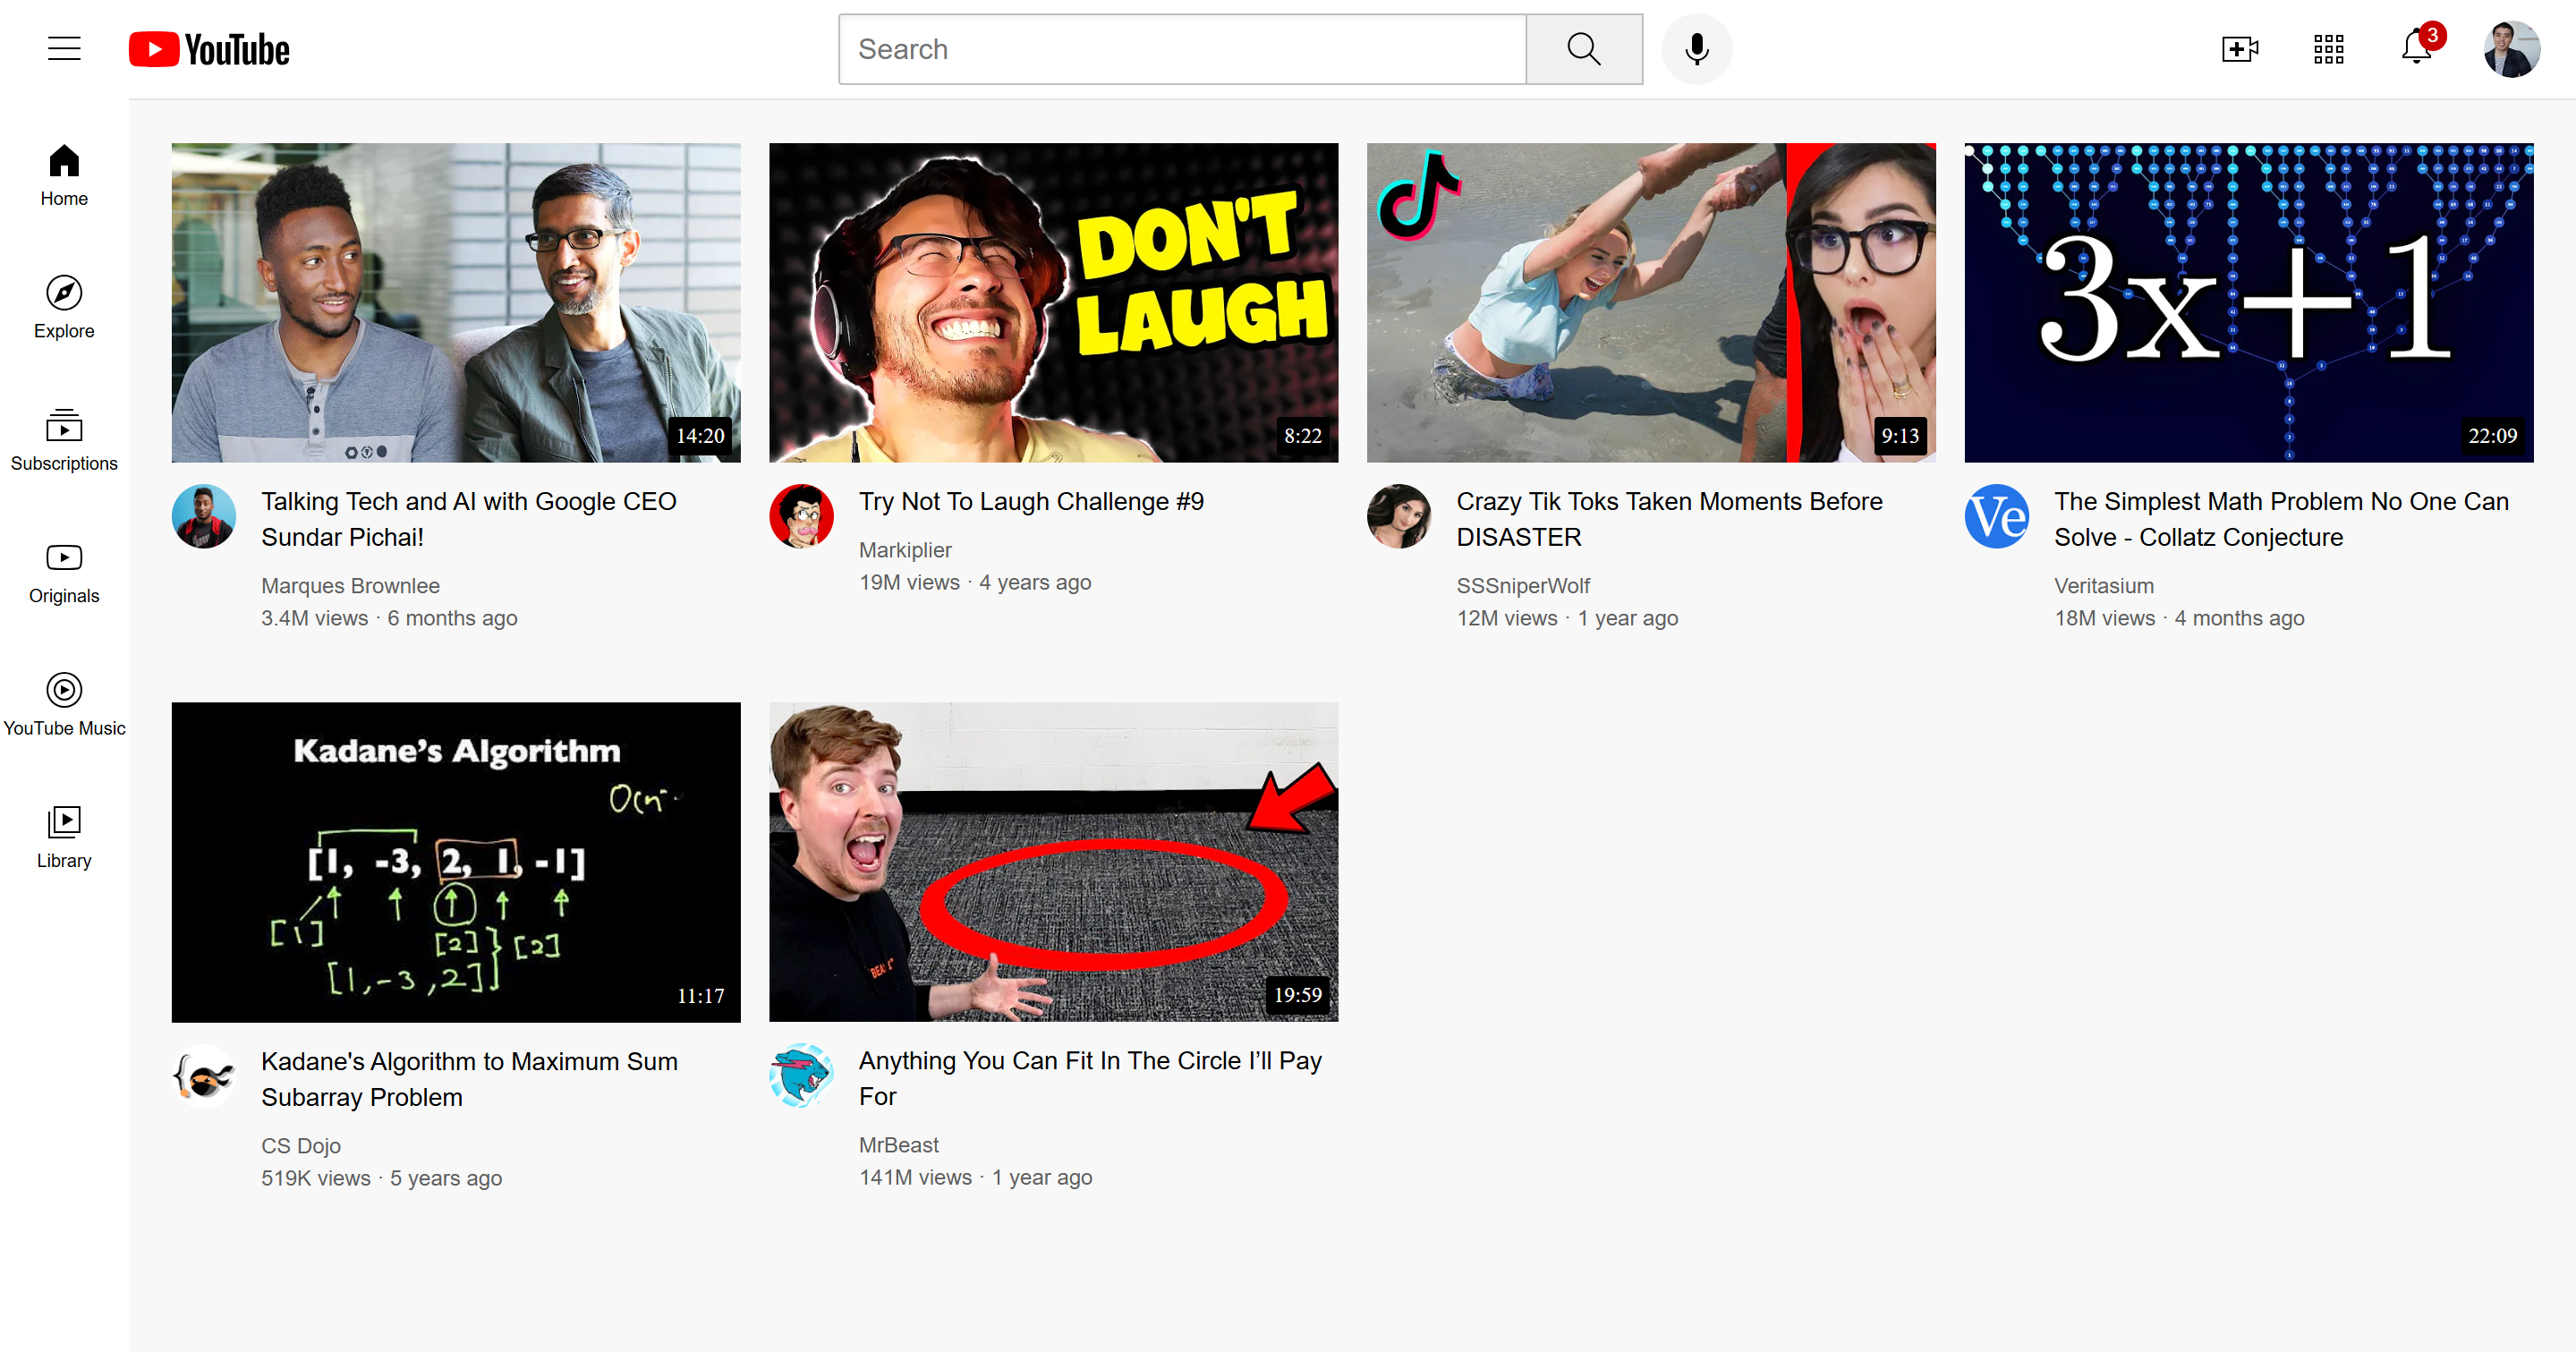 YouTube
Search
3
Home
Explore
Subscriptions
Originals
YouTube Music
Library
14:20
Talking Tech and AI with Google CEO
Sundar Pichai!
Marques Brownlee
3.4M views · 6 months ago
DON'T
LAUGH
8:22
Try Not To Laugh Challenge #9
Markiplier
19M views · 4 years ago
9:13
Crazy Tik Toks Taken Moments Before
DISASTER
SSSniperWolf
12M views · 1 year ago
3x+1
22:09
Ve
The Simplest Math Problem No One Can
Solve - Collatz Conjecture
Veritasium
18M views · 4 months ago
Kadane's Algorithm
[1, -3, 2, 1, -1]
[1]
[2]
[2]
[1,-3,2]
11:17
Kadane's Algorithm to Maximum Sum
Subarray Problem
CS Dojo
519K views · 5 years ago
19:59
Anything You Can Fit In The Circle I’ll Pay
For
MrBeast
141M views · 1 year ago